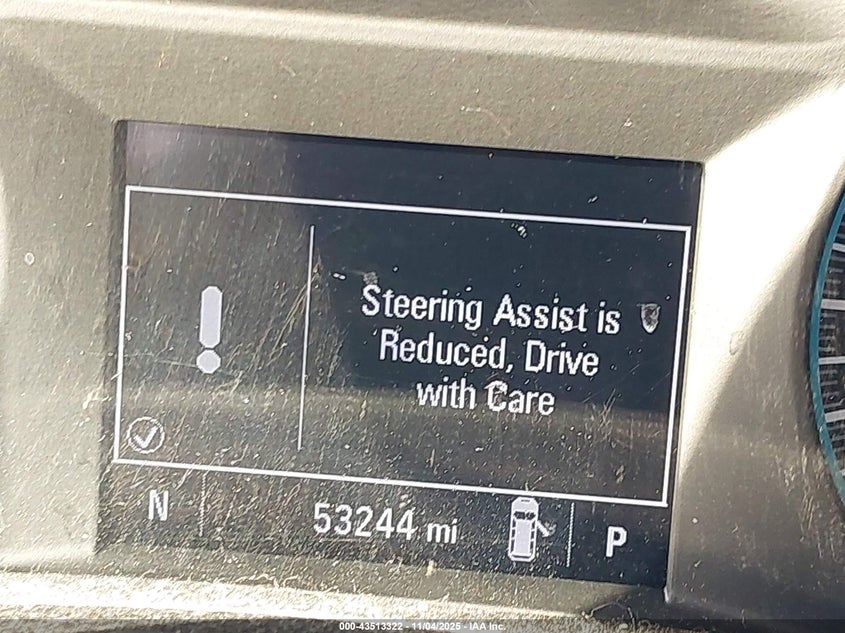 Steering Assist is
Reduced, Drive
with Care
N 53244 mi P
000-43513322 - 11/04/2025 - IAA Inc.